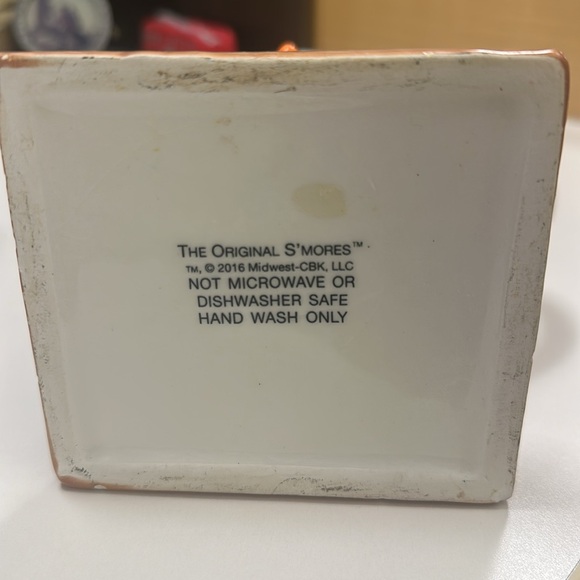 THE ORIGINAL S'MORES™
TM, © 2016 Midwest-CBK, LLC
NOT MICROWAVE OR
DISHWASHER SAFE
HAND WASH ONLY